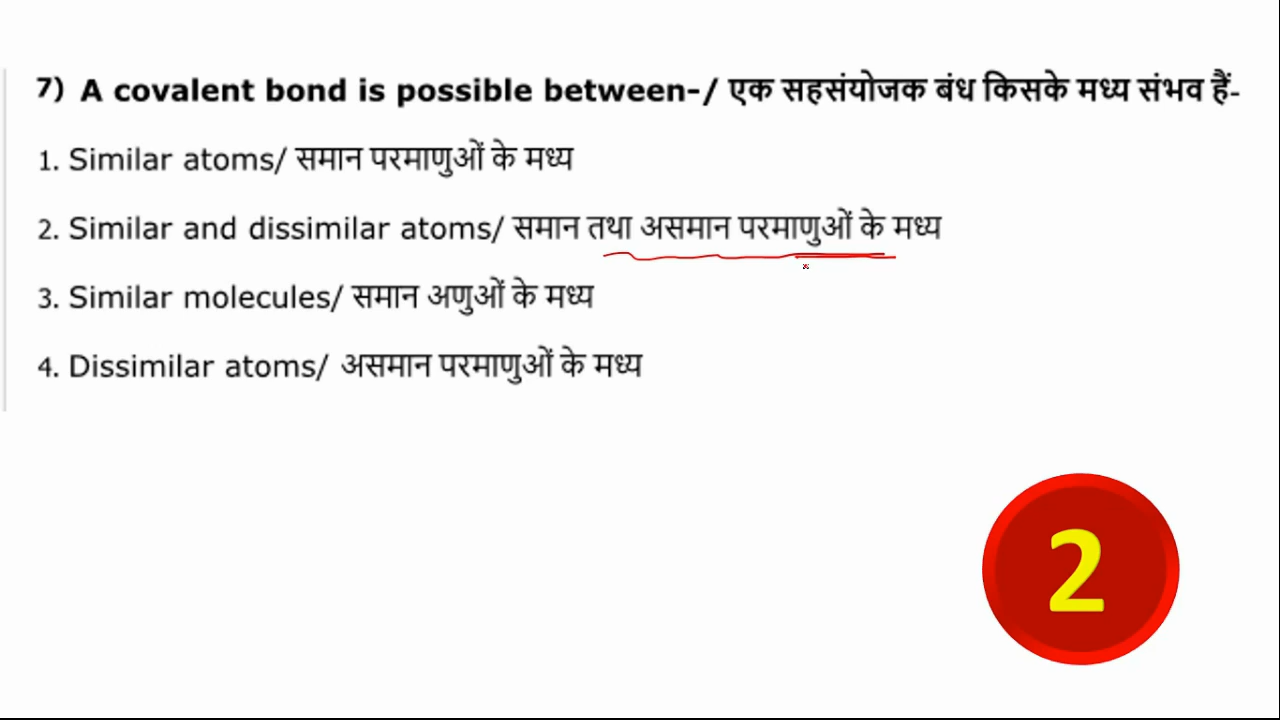 7) A covalent bond is possible between-/ एक सहसंयोजक बंध किसके मध्य संभव हैं-
1. Similar atoms/ समान परमाणुओं के मध्य
2. Similar and dissimilar atoms/ समान तथा असमान परमाणुओं के मध्य
3. Similar molecules/ समान अणुओं के मध्य
4. Dissimilar atoms/ असमान परमाणुओं के मध्य
2